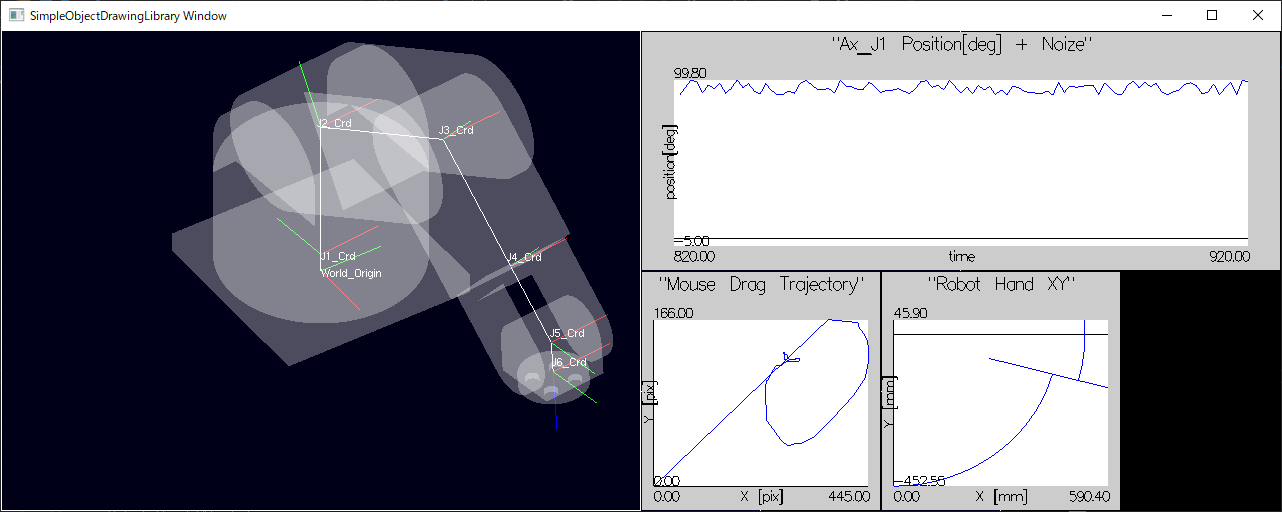 SimpleObjectDrawingLibrary Window
J2_Crd
J3_Crd
J1_Crd
World_Origin
J4_Crd
J5_Crd
J6_Crd
"Ax_J1 Position[deg] + Noize"
99.80
position[deg]
-5.00
820.00
time
920.00
"Mouse Drag Trajectory"
166.00
Y [pix]
0.00
0.00
X [pix]
445.00
"Robot Hand XY"
45.90
Y [mm]
-452.55
0.00
X [mm]
590.40